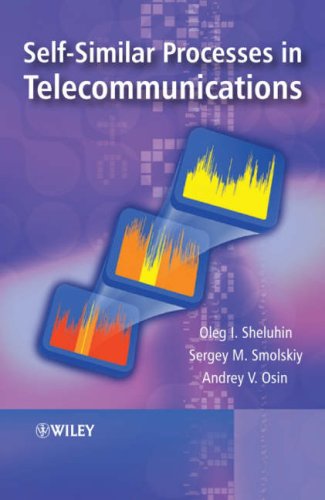 Self-Similar Processes in
Telecommunications
Oleg I. Sheluhin
Sergey M. Smolskiy
Andrey V. Osin
WILEY